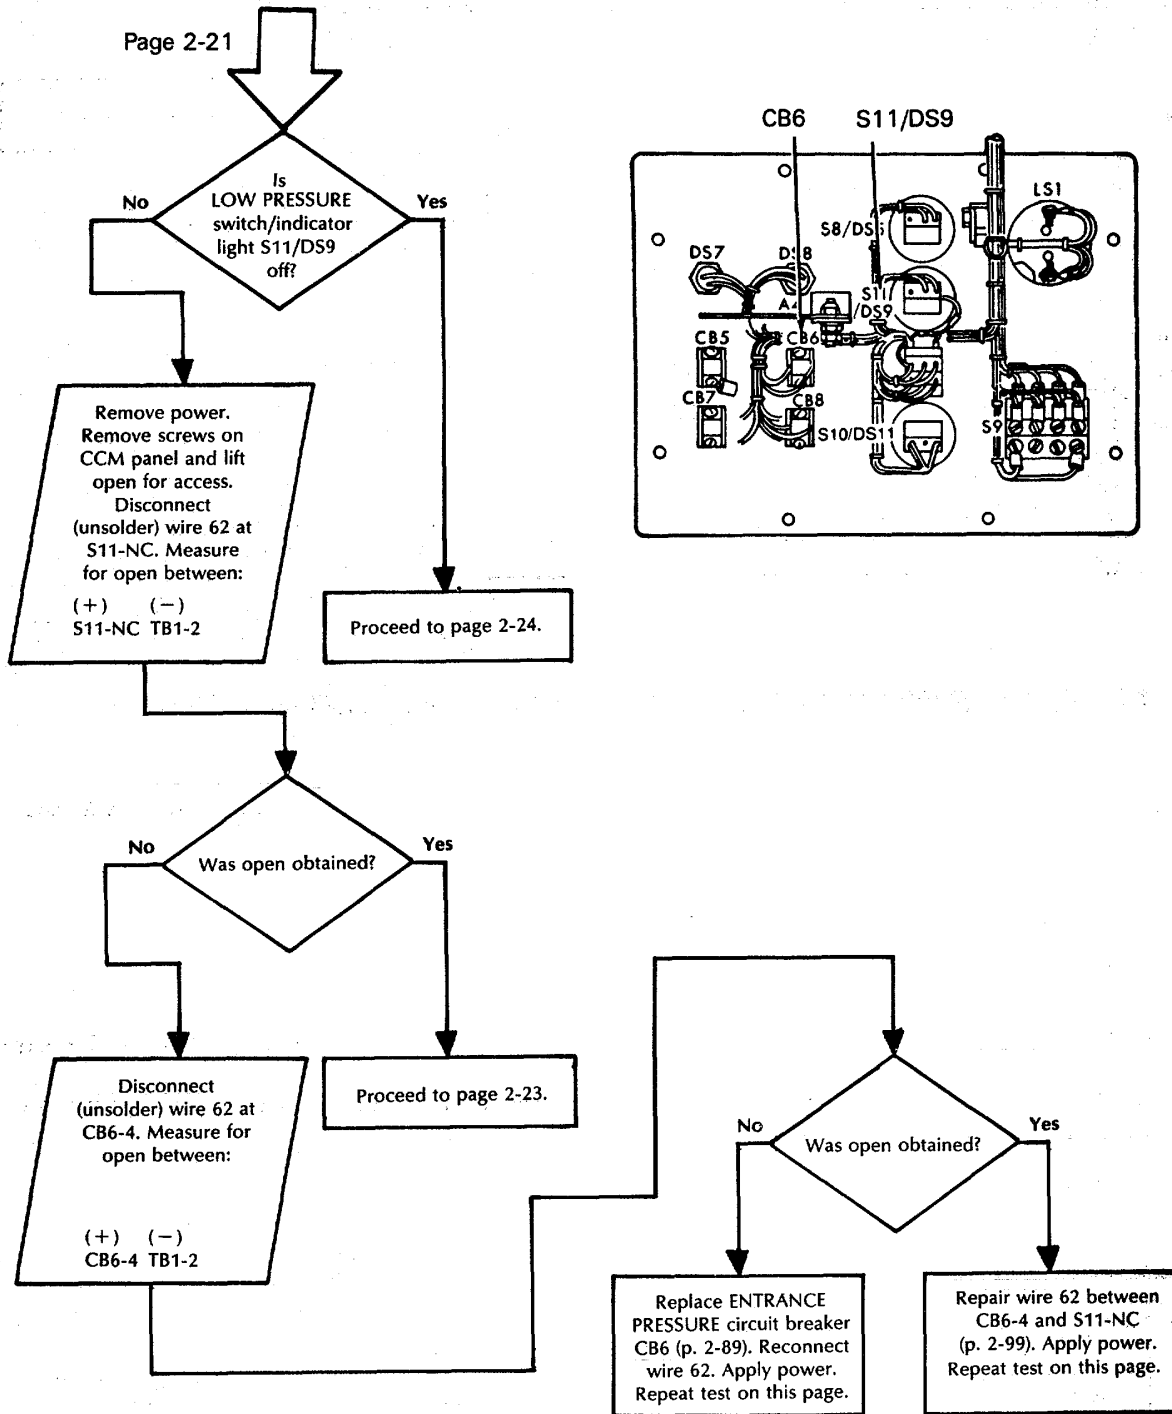 Page 2-21
Is
LOW PRESSURE
switch/indicator
light S11/DS9
off?
No
Yes
Remove power.
Remove screws on
CCM panel and lift
open for access.
Disconnect
(unsolder) wire 62 at
S11-NC. Measure
for open between:
(+) (−)
S11-NC TB1-2
Proceed to page 2-24.
CB6 S11/DS9
LS1
DS7
DS8
S11
/DS9
CB5
CB6
CB7
CB8
S10/DS11
S9
Was open obtained?
No
Yes
Disconnect
(unsolder) wire 62 at
CB6-4. Measure for
open between:
(+) (−)
CB6-4 TB1-2
Proceed to page 2-23.
Was open obtained?
No
Yes
Replace ENTRANCE
PRESSURE circuit breaker
CB6 (p. 2-89). Reconnect
wire 62. Apply power.
Repeat test on this page.
Repair wire 62 between
CB6-4 and S11-NC
(p. 2-99). Apply power.
Repeat test on this page.